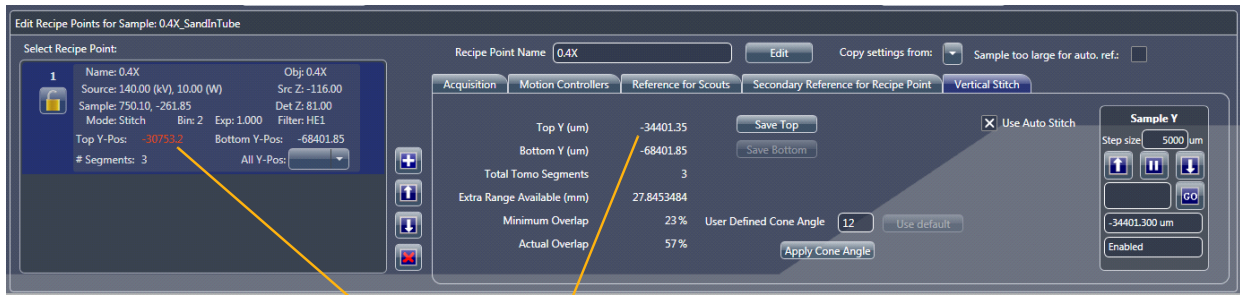 Edit Recipe Points for Sample: 0.4X_SandInTube
Select Recipe Point:
1
Name: 0.4X Obj: 0.4X
Source: 140.00 (kV), 10.00 (W) Src Z: -116.00
Sample: 750.10, -261.85 Det Z: 81.00
Mode: Stitch Bin: 2 Exp: 1.000 Filter: HE1
Top Y-Pos: -30753.2 Bottom Y-Pos: -68401.85
# Segments: 3 All Y-Pos:
Recipe Point Name 0.4X Edit Copy settings from: Sample too large for auto. ref.:
Acquisition Motion Controllers Reference for Scouts Secondary Reference for Recipe Point Vertical Stitch
Top Y (um) -34401.35 Save Top
Bottom Y (um) -68401.85 Save Bottom
Total Tomo Segments 3
Extra Range Available (mm) 27.8453484
Minimum Overlap 23 % User Defined Cone Angle 12 Use default
Actual Overlap 57 % Apply Cone Angle
Use Auto Stitch
Sample Y
Step size 5000 um
GO
-34401.300 um
Enabled